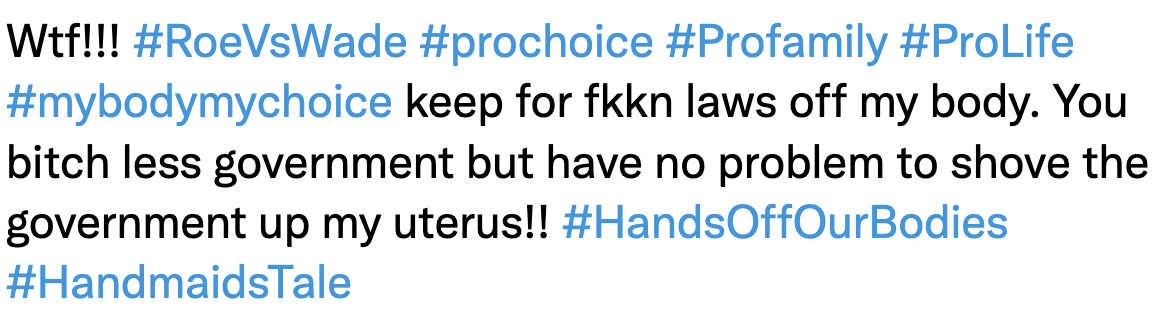 Wtf!!! #RoeVsWade #prochoice #Profamily #ProLife
#mybodymychoice keep for fkkn laws off my body. You
bitch less government but have no problem to shove the
government up my uterus!! #HandsOffOurBodies
#HandmaidsTale